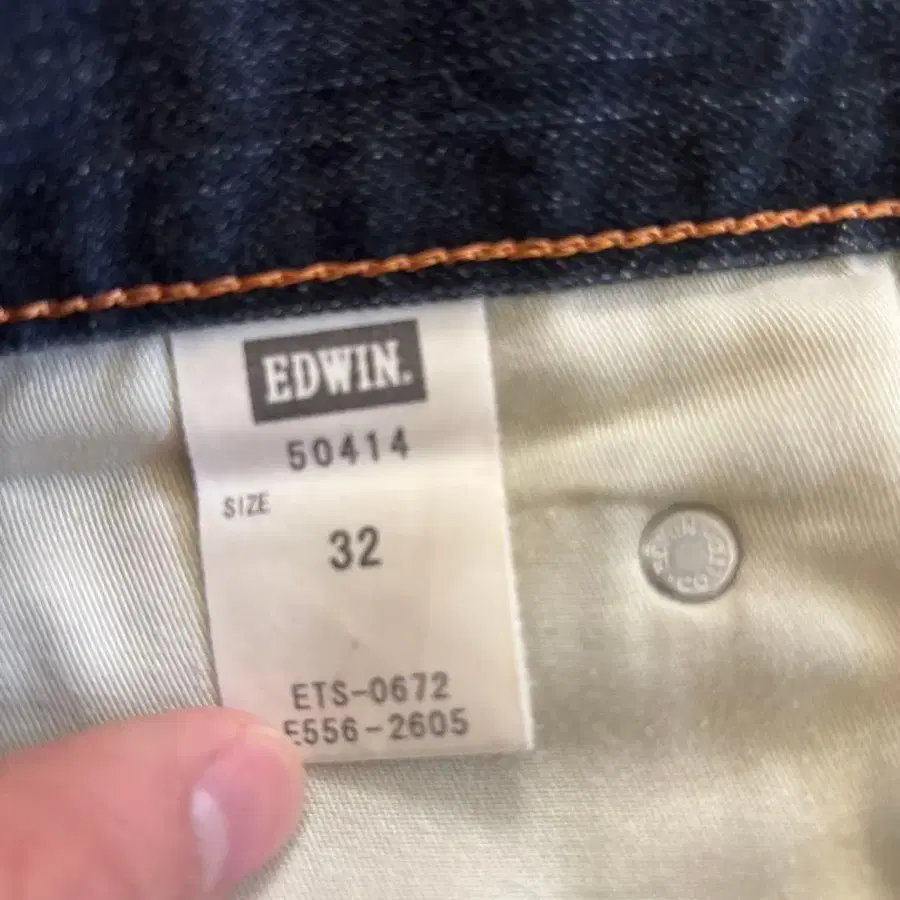 EDWIN.
50414
SIZE
32
ETS-0672
E556-2605